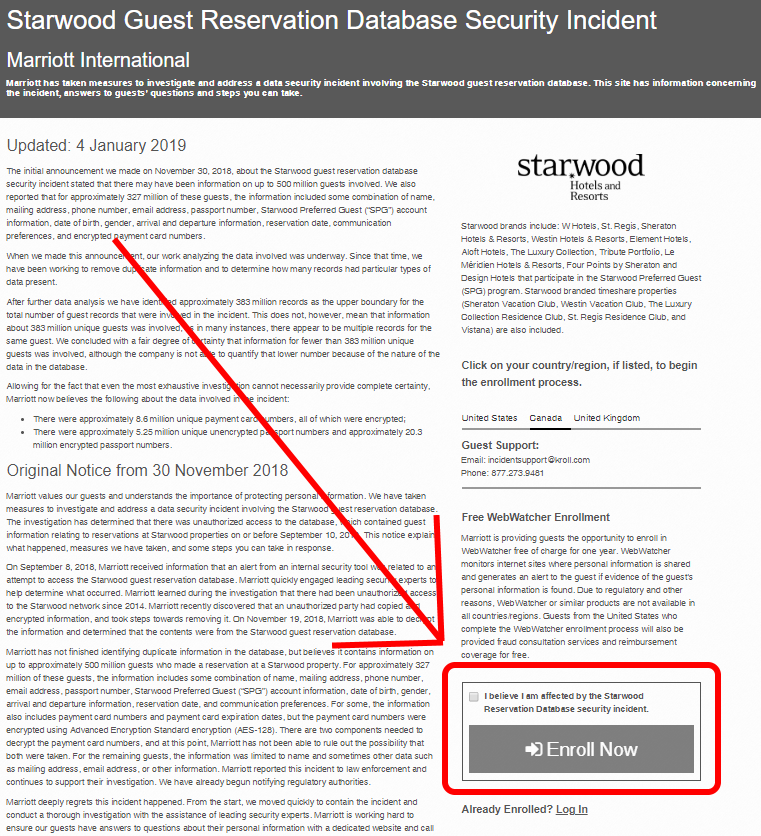 Starwood Guest Reservation Database Security Incident
Marriott International
Marriott has taken measures to investigate and address a data security incident involving the Starwood guest reservation database. This site has information concerning
the incident, answers to guests' questions and steps you can take.
Updated: 4 January 2019
The initial announcement we made on November 30, 2018, about the Starwood guest reservation database
security incident stated that there may have been information on up to 500 million guests involved. We also
reported that for approximately 327 million of these guests, the information included some combination of name,
mailing address, phone number, email address, passport number, Starwood Preferred Guest ("SPG") account
information, date of birth, gender, arrival and departure information, reservation date, communication
preferences, and encrypted payment card numbers.
When we made this announcement, our work analyzing the data involved was underway. Since that time, we
have been working to remove duplicate information and to determine how many records had particular types of
data present.
After further data analysis we have identified approximately 383 million records as the upper boundary for the
total number of guest records that were involved in the incident. This does not, however, mean that information
about 383 million unique guests was involved, as in many instances, there appear to be multiple records for the
same guest. We concluded with a fair degree of certainty that information for fewer than 383 million unique
guests was involved, although the company is not able to quantify that lower number because of the nature of the
data in the database.
Allowing for the fact that even the most exhaustive investigation cannot necessarily provide complete certainty,
Marriott now believes the following about the data involved in the incident:
• There were approximately 8.6 million unique payment card numbers, all of which were encrypted;
• There were approximately 5.25 million unique unencrypted passport numbers and approximately 20.3
million encrypted passport numbers.
Original Notice from 30 November 2018
Marriott values our guests and understands the importance of protecting personal information. We have taken
measures to investigate and address a data security incident involving the Starwood guest reservation database.
The investigation has determined that there was unauthorized access to the database, which contained guest
information relating to reservations at Starwood properties on or before September 10, 2018. This notice explains
what happened, measures we have taken, and some steps you can take in response.
On September 8, 2018, Marriott received information that an alert from an internal security tool was related to an
attempt to access the Starwood guest reservation database. Marriott quickly engaged leading security experts to
help determine what occurred. Marriott learned during the investigation that there had been unauthorized access
to the Starwood network since 2014. Marriott recently discovered that an unauthorized party had copied and
encrypted information, and took steps towards removing it. On November 19, 2018, Marriott was able to decrypt
the information and determined that the contents were from the Starwood guest reservation database.
Marriott has not finished identifying duplicate information in the database, but believes it contains information on
up to approximately 500 million guests who made a reservation at a Starwood property. For approximately 327
million of these guests, the information includes some combination of name, mailing address, phone number,
email address, passport number, Starwood Preferred Guest ("SPG") account information, date of birth, gender,
arrival and departure information, reservation date, and communication preferences. For some, the information
also includes payment card numbers and payment card expiration dates, but the payment card numbers were
encrypted using Advanced Encryption Standard encryption (AES-128). There are two components needed to
decrypt the payment card numbers, and at this point, Marriott has not been able to rule out the possibility that
both were taken. For the remaining guests, the information was limited to name and sometimes other data such
as mailing address, email address, or other information. Marriott reported this incident to law enforcement and
continues to support their investigation. We have already begun notifying regulatory authorities.
Marriott deeply regrets this incident happened. From the start, we moved quickly to contain the incident and
conduct a thorough investigation with the assistance of leading security experts. Marriott is working hard to
ensure our guests have answers to questions about their personal information with a dedicated website and call
starwood
Hotels and
Resorts
Starwood brands include: W Hotels, St. Regis, Sheraton
Hotels & Resorts, Westin Hotels & Resorts, Element Hotels,
Aloft Hotels, The Luxury Collection, Tribute Portfolio, Le
Méridien Hotels & Resorts, Four Points by Sheraton and
Design Hotels that participate in the Starwood Preferred Guest
(SPG) program. Starwood branded timeshare properties
(Sheraton Vacation Club, Westin Vacation Club, The Luxury
Collection Residence Club, St. Regis Residence Club, and
Vistana) are also included.
Click on your country/region, if listed, to begin
the enrollment process.
United States Canada United Kingdom
Guest Support:
Email: incidentsupport@kroll.com
Phone: 877.273.9481
Free WebWatcher Enrollment
Marriott is providing guests the opportunity to enroll in
WebWatcher free of charge for one year. WebWatcher
monitors internet sites where personal information is shared
and generates an alert to the guest if evidence of the guest's
personal information is found. Due to regulatory and other
reasons, WebWatcher or similar products are not available in
all countries/regions. Guests from the United States who
complete the WebWatcher enrollment process will also be
provided fraud consultation services and reimbursement
coverage for free.
I believe I am affected by the Starwood
Reservation Database security incident.
Enroll Now
Already Enrolled? Log In